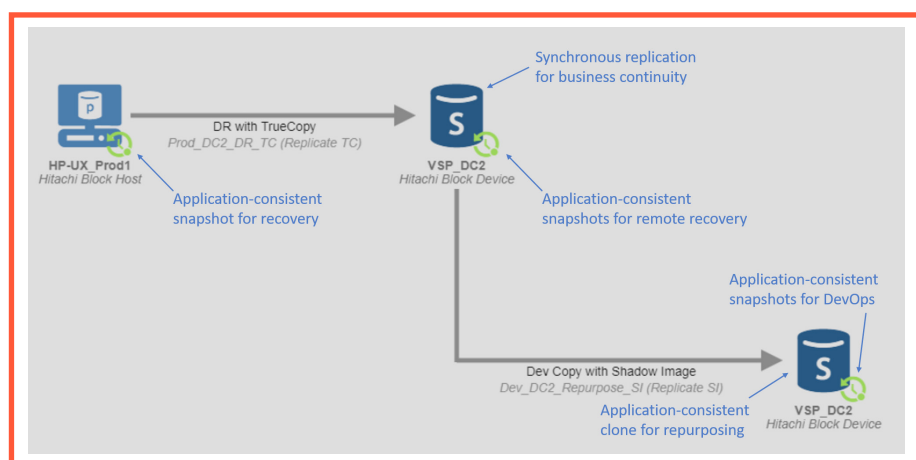 Synchronous replication
for business continuity
P
S
DR with TrueCopy
Prod_DC2_DR_TC (Replicate TC)
HP-UX_Prod1
Hitachi Block Host
VSP_DC2
Hitachi Block Device
Application-consistent
snapshot for recovery
Application-consistent
snapshots for remote recovery
Application-consistent
snapshots for DevOps
S
Dev Copy with Shadow Image
Dev_DC2_Repurpose_SI (Replicate SI)
Application-consistent
clone for repurposing
VSP_DC2
Hitachi Block Device